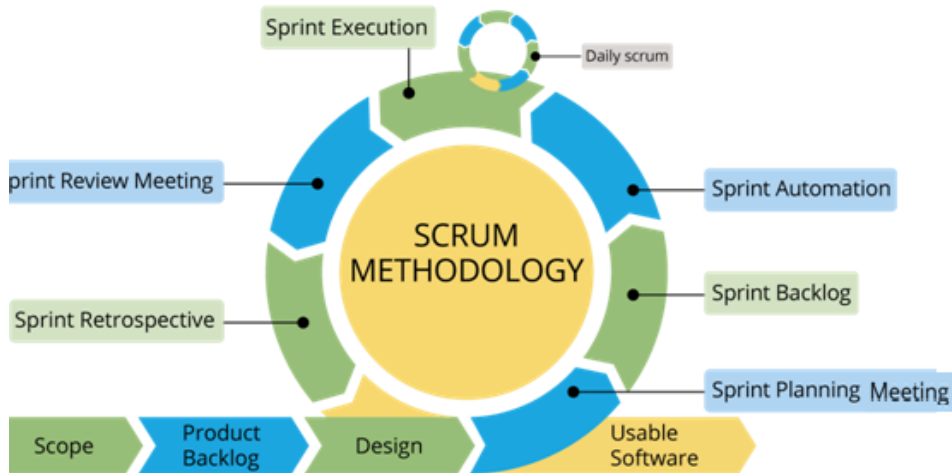 Sprint Execution
Daily scrum
print Review Meeting
Sprint Automation
SCRUM
METHODOLOGY
Sprint Backlog
Sprint Retrospective
Sprint Planning Meeting
Scope
Product
Backlog
Design
Usable
Software